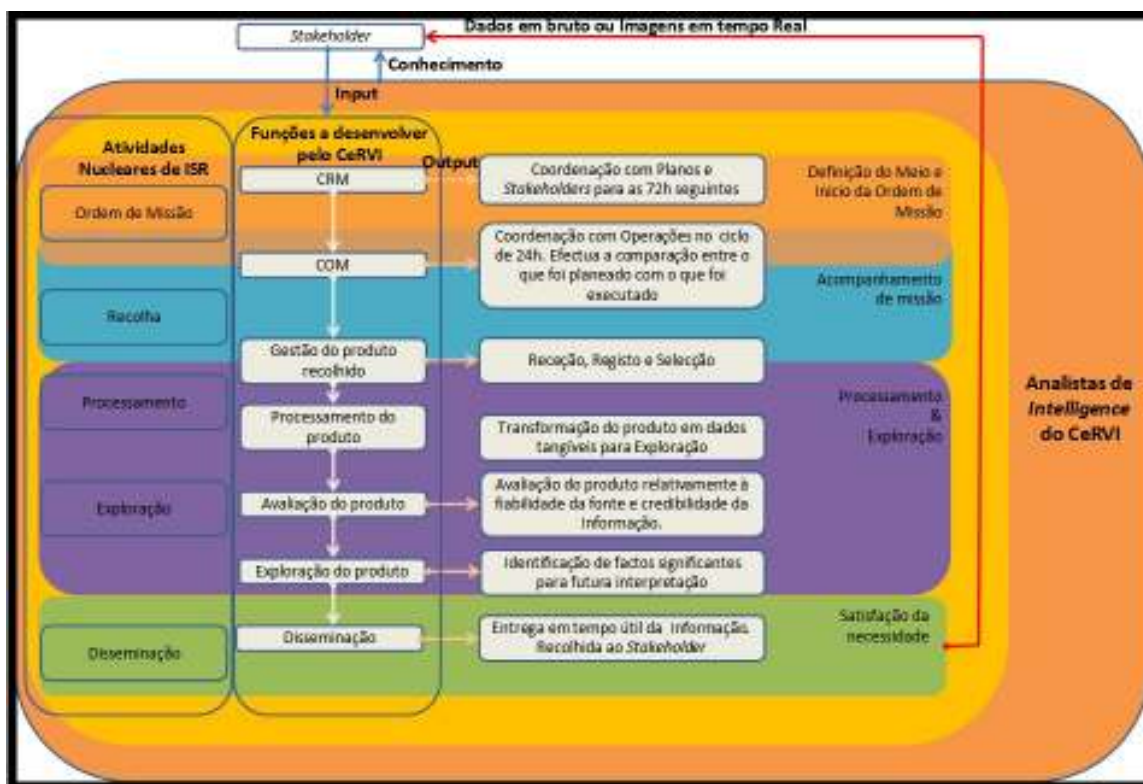 Dados em bruto ou Imagens em tempo Real
Stakeholder
Conhecimento
Input
Atividades
Nucleares de ISR
Funções a desenvolver
pelo CeRVI
Output
CRM
Coordenação com Planos e
Stakeholders para as 72h seguintes
Definição do Meio e
Inicio da Ordem de
Missão
Ordem de Missão
COM
Coordenação com Operações no ciclo
de 24h. Efectua a comparação entre o
que foi planeado com o que foi
executado
Acompanhamento
de missão
Recolha
Gestão do produto
recolhido
Receção, Registo e Selecção
Processamento
Processamento do
produto
Transformação do produto em dados
tangíveis para Exploração
Processamento
&
Exploração
Analistas de
Intelligence
do CeRVI
Exploração
Avaliação do produto
Avaliação do produto relativamente à
fiabilidade da fonte e credibilidade da
Informação.
Exploração do produto
Identificação de factos significantes
para futura interpretação
Disseminação
Disseminação
Entrega em tempo útil da Informação
Recolhida ao Stakeholder
Satisfação da
necessidade